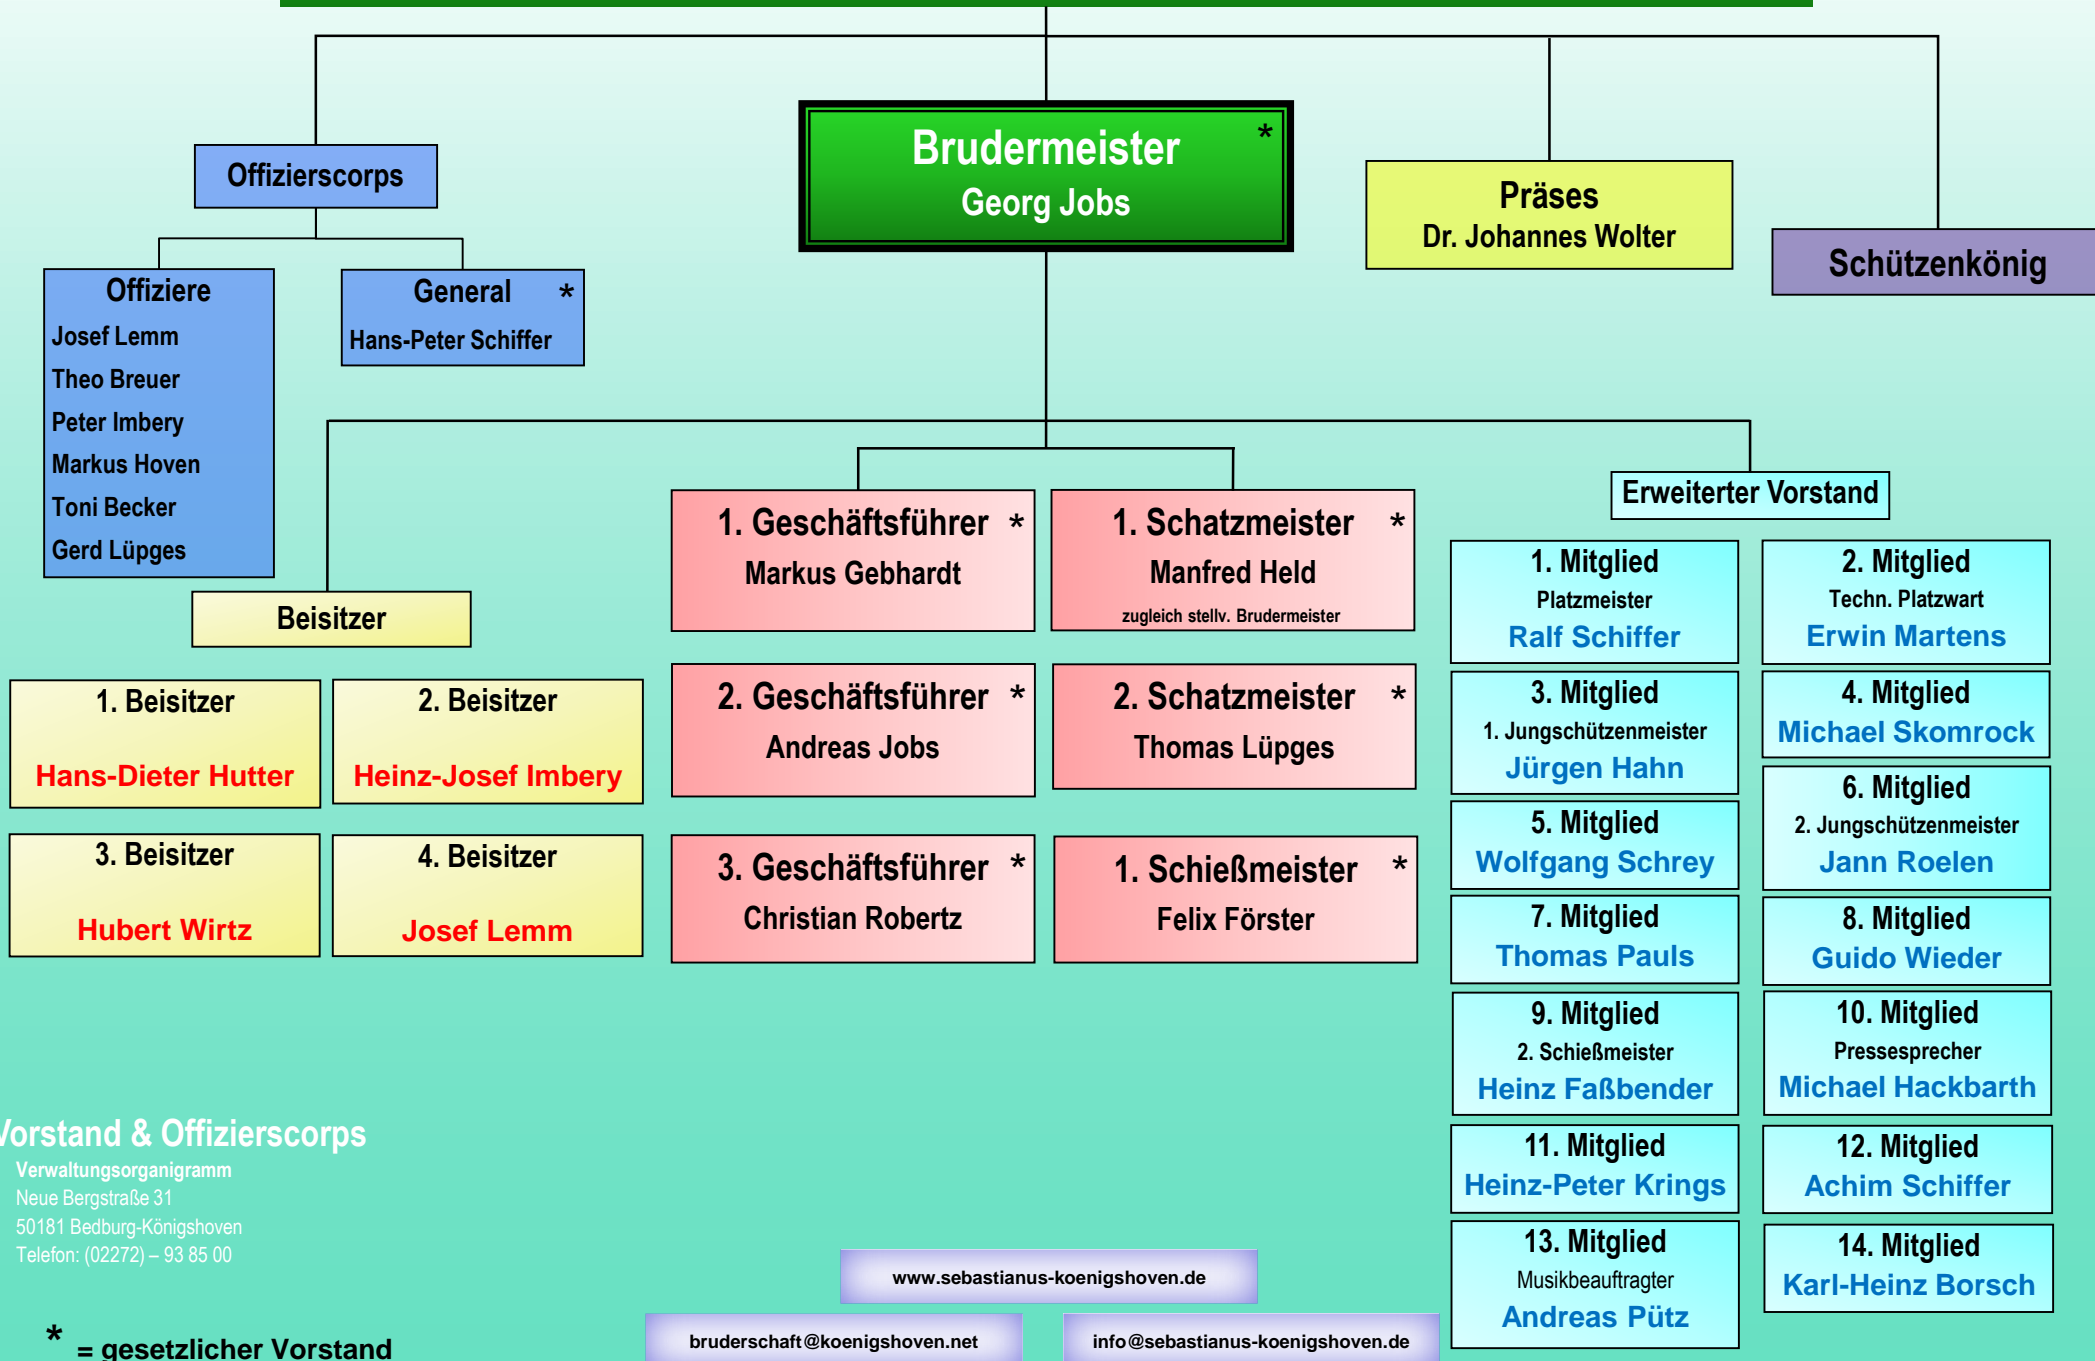 Brudermeister *
Georg Jobs
Offizierscorps
Präses
Dr. Johannes Wolter
Schützenkönig
Offiziere
Josef Lemm
Theo Breuer
Peter Imbery
Markus Hoven
Toni Becker
Gerd Lüpges
General *
Hans-Peter Schiffer
Beisitzer
1. Beisitzer
Hans-Dieter Hutter
2. Beisitzer
Heinz-Josef Imbery
3. Beisitzer
Hubert Wirtz
4. Beisitzer
Josef Lemm
1. Geschäftsführer *
Markus Gebhardt
1. Schatzmeister *
Manfred Held
zugleich stellv. Brudermeister
2. Geschäftsführer *
Andreas Jobs
2. Schatzmeister *
Thomas Lüpges
3. Geschäftsführer *
Christian Robertz
1. Schießmeister *
Felix Förster
Erweiterter Vorstand
1. Mitglied
Platzmeister
Ralf Schiffer
2. Mitglied
Techn. Platzwart
Erwin Martens
3. Mitglied
1. Jungschützenmeister
Jürgen Hahn
4. Mitglied
Michael Skomrock
5. Mitglied
Wolfgang Schrey
6. Mitglied
2. Jungschützenmeister
Jann Roelen
7. Mitglied
Thomas Pauls
8. Mitglied
Guido Wieder
9. Mitglied
2. Schießmeister
Heinz Faßbender
10. Mitglied
Pressesprecher
Michael Hackbarth
11. Mitglied
Heinz-Peter Krings
12. Mitglied
Achim Schiffer
13. Mitglied
Musikbeauftragter
Andreas Pütz
14. Mitglied
Karl-Heinz Borsch
Vorstand & Offizierscorps
Verwaltungsorganigramm
Neue Bergstraße 31
50181 Bedburg-Königshoven
Telefon: (02272) – 93 85 00
* = gesetzlicher Vorstand
www.sebastianus-koenigshoven.de
bruderschaft@koenigshoven.net
info@sebastianus-koenigshoven.de